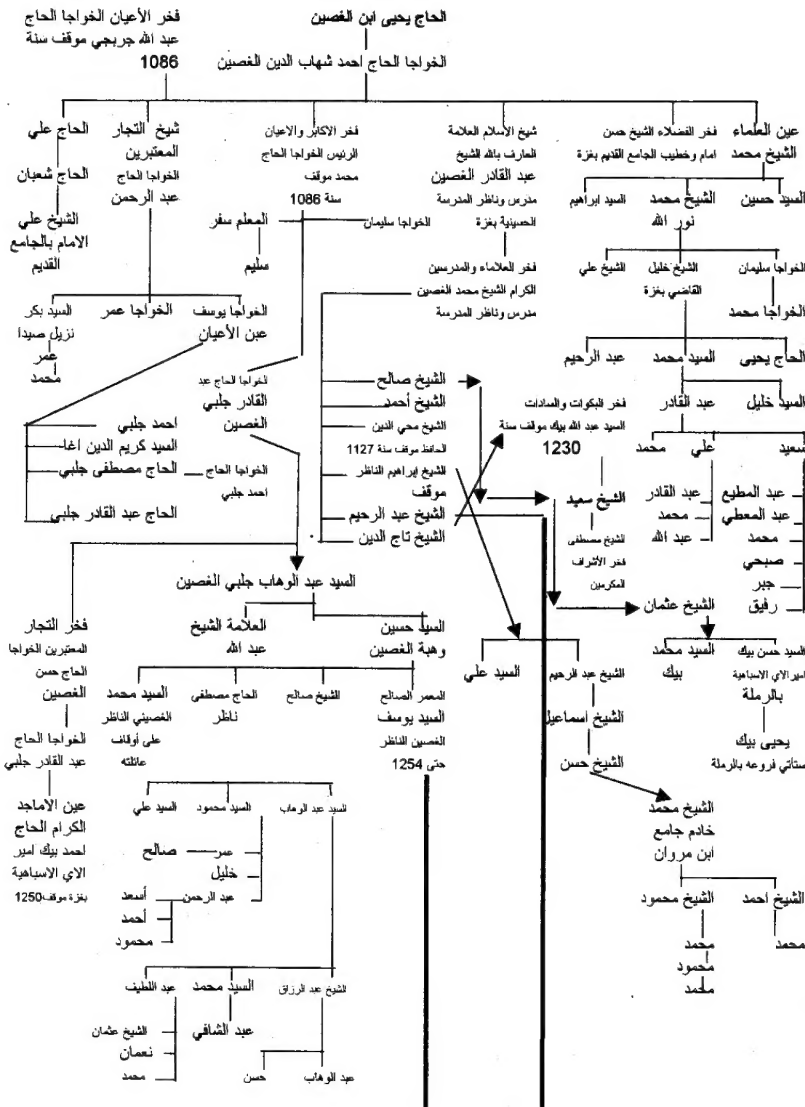 الحاج يحيى ابن الغصين
فخر الأعيان الخواجا الحاج
عبد الله جربجي موقف سنة
1086
الخواجا الحاج احمد شهاب الدين الغصين
عين العلماء
الشيخ محمد
فخر الفضلاء الشيخ حسن
امام وخطيب الجامع القديم بغزة
شيخ الأسلام العلامة
العارف بالله الشيخ
عبد القادر الغصين
مدرس وناظر المدرسة
الحسينية بغزة
فخر الاكابر والاعيان
الرئيس الخواجا الحاج
محمد موقف
سنة 1086
شيخ التجار
المعتبرين
الخواجا الحاج
عبد الرحمن
الحاج علي
الحاج شعبان
الشيخ علي
الامام بالجامع
القديم
السيد حسين
الشيخ محمد
نور الله
السيد ابراهيم
الخواجا سليمان
المعلم سفر
سليم
فخر العلاماء والمدرسين
الكرام الشيخ محمد الغصين
مدرس وناظر المدرسة
الخواجا سليمان
الخواجا محمد
الشيخ خليل
القاضي بغزة
الشيخ علي
الخواجا يوسف
عبن الأعيان
الخواجا عمر
السيد بكر
نزيل صيدا
عمر
محمد
الحاج يحيى
السيد محمد
عبد الرحيم
السيد خليل
عبد القادر
سعيد
علي
محمد
عبد المطيع
عبد المعطي
محمد
صبحي
جبر
رفيق
عبد القادر
محمد
عبد الله
فخر البكوات والسادات
السيد عبد الله بيك موقف سنة
1230
الشيخ سعيد
الشيخ مصطفى
فخر الأشراف
المكرمين
الشيخ صالح
الشيخ أحمد
الشيخ محي الدين
الحافظ موقف سنة 1127
الشيخ إبراهيم الناظر
موقف
الشيخ عبد الرحيم
الشيخ تاج الدين
الخواجا الحاج عبد
القادر جلبي
الغصين
احمد جلبي
السيد كريم الدين اغا
الحاج مصطفى جلبي
الخواجا الحاج
احمد جلبي
الحاج عبد القادر جلبي
السيد عبد الوهاب جلبي الغصين
الشيخ عثمان
السيد حسن بيك
امير الاي الاسباهية
بالرملة
السيد محمد
بيك
يحيى بيك
ستأتي فروعه بالرملة
السيد حسين
وهبة الغصين
العلامة الشيخ
عبد الله
فخر التجار
المعتبرين الخواجا
الحاج حسن
الغصين
الخواجا الحاج
عبد القادر جلبي
عين الاماجد
الكرام الحاج
احمد بيك امير
الاي الاسباهية
بغزة موقف1250
الشيخ عبد الرحيم
السيد علي
الشيخ اسماعيل
الشيخ حسن
الشيخ محمد
خادم جامع
ابن مروان
الشيخ احمد
الشيخ محمود
محمد
محمد
محمود
محمد
المعمر الصالح
السيد يوسف
الغصين الناظر
حتى 1254
الشيخ صالح
الحاج مصطفى
ناظر
السيد محمد
الغصيني الناظر
على أوقاف
عائلته
السيد عبد الوهاب
السيد محمود
السيد علي
عمر
صالح
خليل
عبد الرحمن
أسعد
أحمد
محمود
الشيخ عبد الرزاق
السيد محمد
عبد اللطيف
عبد الشافي
الشيخ عثمان
نعمان
محمد
عبد الوهاب
حسن